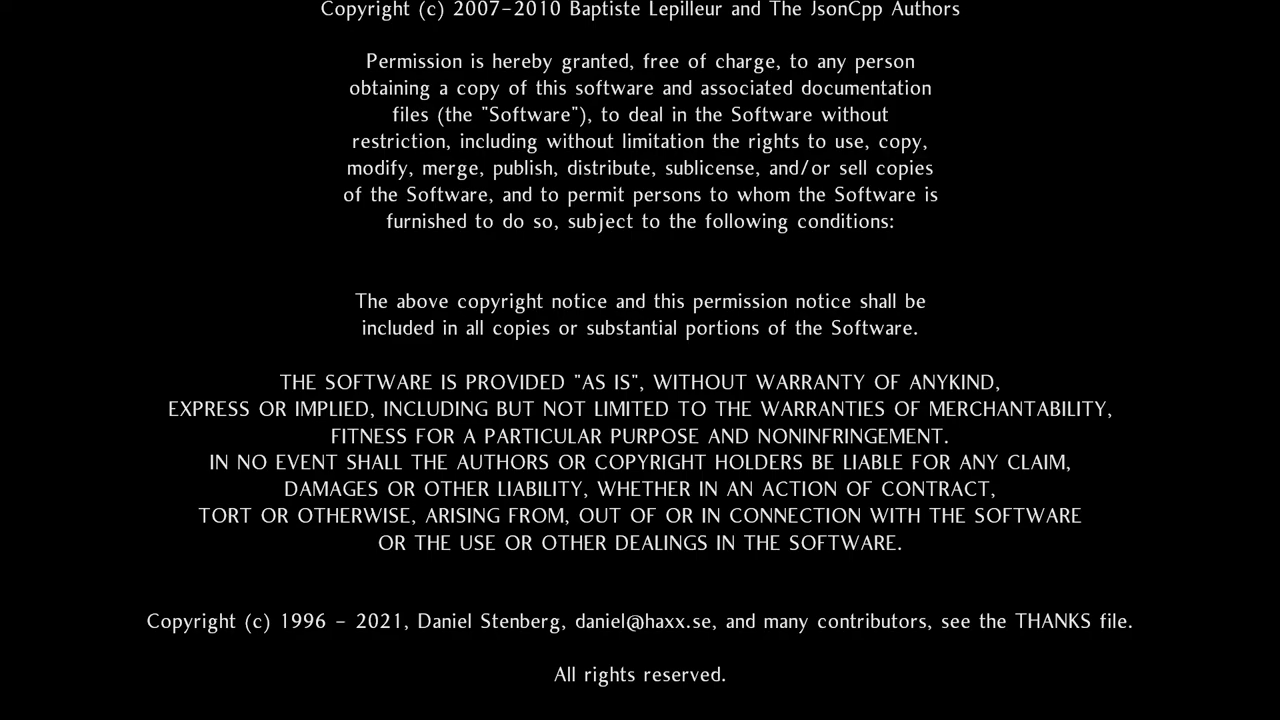 Copyright (c) 2007-2010 Baptiste Lepilleur and The JsonCpp Authors
Permission is hereby granted, free of charge, to any person
obtaining a copy of this software and associated documentation
files (the "Software"), to deal in the Software without
restriction, including without limitation the rights to use, copy,
modify, merge, publish, distribute, sublicense, and/or sell copies
of the Software, and to permit persons to whom the Software is
furnished to do so, subject to the following conditions:
The above copyright notice and this permission notice shall be
included in all copies or substantial portions of the Software.
THE SOFTWARE IS PROVIDED "AS IS", WITHOUT WARRANTY OF ANYKIND,
EXPRESS OR IMPLIED, INCLUDING BUT NOT LIMITED TO THE WARRANTIES OF MERCHANTABILITY,
FITNESS FOR A PARTICULAR PURPOSE AND NONINFRINGEMENT.
IN NO EVENT SHALL THE AUTHORS OR COPYRIGHT HOLDERS BE LIABLE FOR ANY CLAIM,
DAMAGES OR OTHER LIABILITY, WHETHER IN AN ACTION OF CONTRACT,
TORT OR OTHERWISE, ARISING FROM, OUT OF OR IN CONNECTION WITH THE SOFTWARE
OR THE USE OR OTHER DEALINGS IN THE SOFTWARE.
Copyright (c) 1996 - 2021, Daniel Stenberg, daniel@haxx.se, and many contributors, see the THANKS file.
All rights reserved.